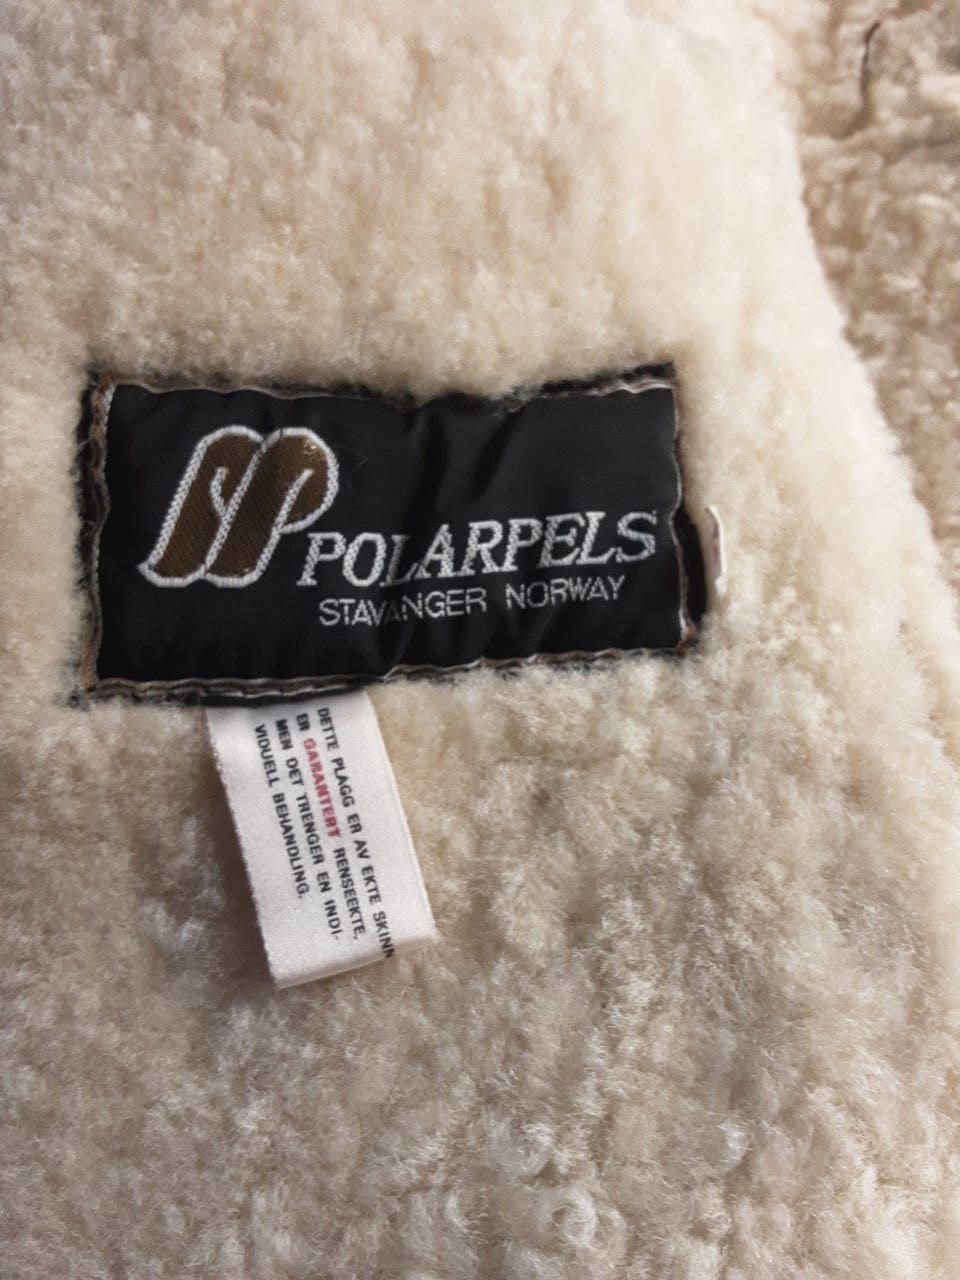 POLARPELS
STAVANGER NORWAY
DETTE PLAGG ER AV EKTE SKINN
ER GARANTERT RENSEEKTE,
MEN DET TRENGER EN INDI-
VIDUELL BEHANDLING.